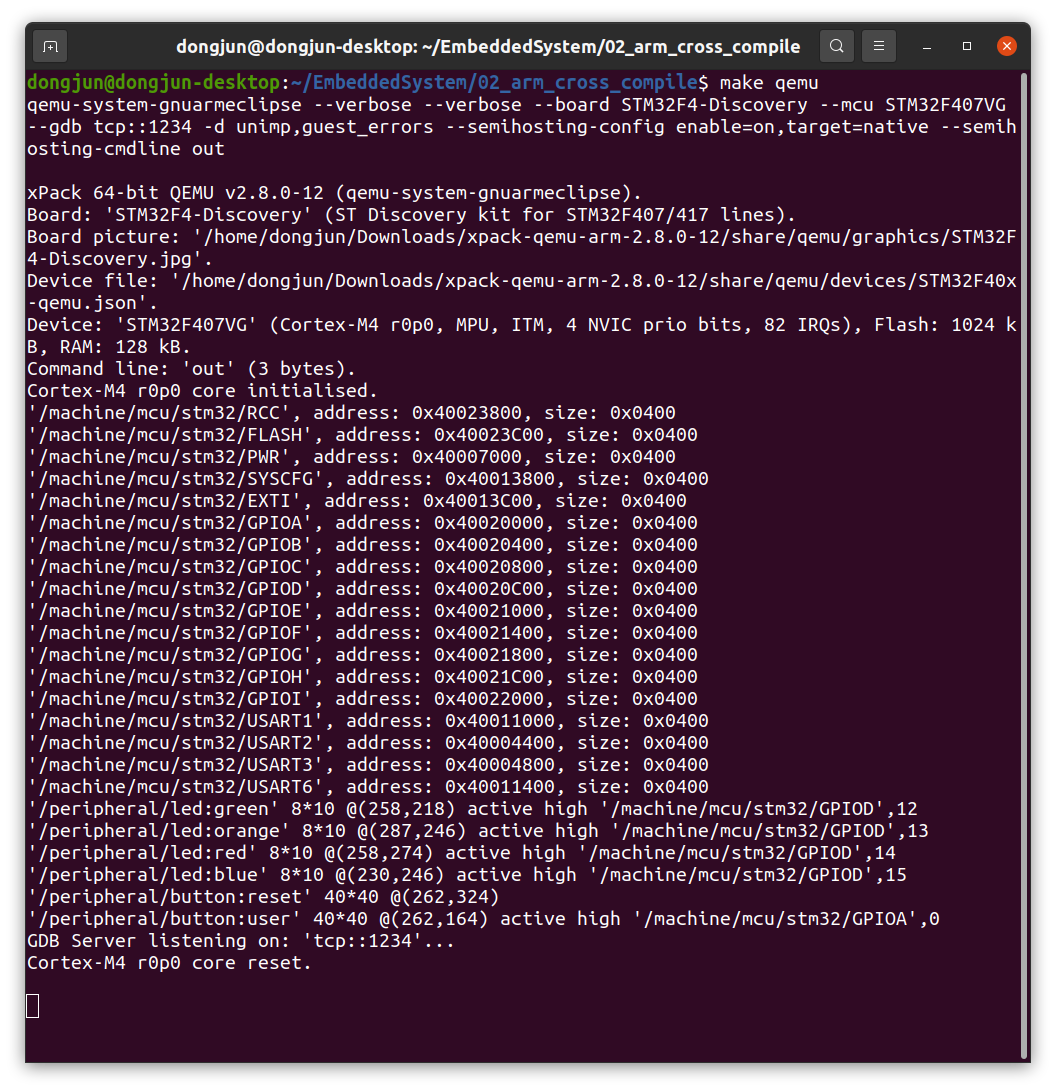 dongjun@dongjun-desktop: ~/EmbeddedSystem/02_arm_cross_compile
dongjun@dongjun-desktop:~/EmbeddedSystem/02_arm_cross_compile$ make qemu
qemu-system-gnuarmeclipse --verbose --verbose --board STM32F4-Discovery --mcu STM32F407VG
--gdb tcp::1234 -d unimp,guest_errors --semihosting-config enable=on,target=native --semih
osting-cmdline out
xPack 64-bit QEMU v2.8.0-12 (qemu-system-gnuarmeclipse).
Board: 'STM32F4-Discovery' (ST Discovery kit for STM32F407/417 lines).
Board picture: '/home/dongjun/Downloads/xpack-qemu-arm-2.8.0-12/share/qemu/graphics/STM32F
4-Discovery.jpg'.
Device file: '/home/dongjun/Downloads/xpack-qemu-arm-2.8.0-12/share/qemu/devices/STM32F40x
-qemu.json'.
Device: 'STM32F407VG' (Cortex-M4 r0p0, MPU, ITM, 4 NVIC prio bits, 82 IRQs), Flash: 1024 k
B, RAM: 128 kB.
Command line: 'out' (3 bytes).
Cortex-M4 r0p0 core initialised.
'/machine/mcu/stm32/RCC', address: 0x40023800, size: 0x0400
'/machine/mcu/stm32/FLASH', address: 0x40023C00, size: 0x0400
'/machine/mcu/stm32/PWR', address: 0x40007000, size: 0x0400
'/machine/mcu/stm32/SYSCFG', address: 0x40013800, size: 0x0400
'/machine/mcu/stm32/EXTI', address: 0x40013C00, size: 0x0400
'/machine/mcu/stm32/GPIOA', address: 0x40020000, size: 0x0400
'/machine/mcu/stm32/GPIOB', address: 0x40020400, size: 0x0400
'/machine/mcu/stm32/GPIOC', address: 0x40020800, size: 0x0400
'/machine/mcu/stm32/GPIOD', address: 0x40020C00, size: 0x0400
'/machine/mcu/stm32/GPIOE', address: 0x40021000, size: 0x0400
'/machine/mcu/stm32/GPIOF', address: 0x40021400, size: 0x0400
'/machine/mcu/stm32/GPIOG', address: 0x40021800, size: 0x0400
'/machine/mcu/stm32/GPIOH', address: 0x40021C00, size: 0x0400
'/machine/mcu/stm32/GPIOI', address: 0x40022000, size: 0x0400
'/machine/mcu/stm32/USART1', address: 0x40011000, size: 0x0400
'/machine/mcu/stm32/USART2', address: 0x40004400, size: 0x0400
'/machine/mcu/stm32/USART3', address: 0x40004800, size: 0x0400
'/machine/mcu/stm32/USART6', address: 0x40011400, size: 0x0400
'/peripheral/led:green' 8*10 @(258,218) active high '/machine/mcu/stm32/GPIOD',12
'/peripheral/led:orange' 8*10 @(287,246) active high '/machine/mcu/stm32/GPIOD',13
'/peripheral/led:red' 8*10 @(258,274) active high '/machine/mcu/stm32/GPIOD',14
'/peripheral/led:blue' 8*10 @(230,246) active high '/machine/mcu/stm32/GPIOD',15
'/peripheral/button:reset' 40*40 @(262,324)
'/peripheral/button:user' 40*40 @(262,164) active high '/machine/mcu/stm32/GPIOA',0
GDB Server listening on: 'tcp::1234'...
Cortex-M4 r0p0 core reset.